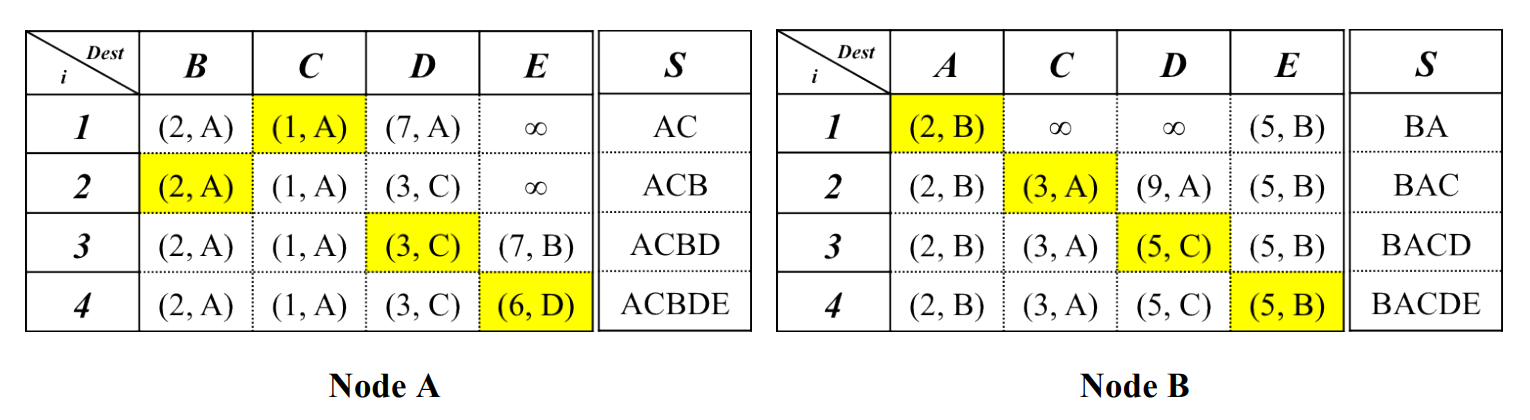 Dest i B C D E S
1 (2, A) (1, A) (7, A) ∞ AC
2 (2, A) (1, A) (3, C) ∞ ACB
3 (2, A) (1, A) (3, C) (7, B) ACBD
4 (2, A) (1, A) (3, C) (6, D) ACBDE
Node A
Dest i A C D E S
1 (2, B) ∞ ∞ (5, B) BA
2 (2, B) (3, A) (9, A) (5, B) BAC
3 (2, B) (3, A) (5, C) (5, B) BACD
4 (2, B) (3, A) (5, C) (5, B) BACDE
Node B